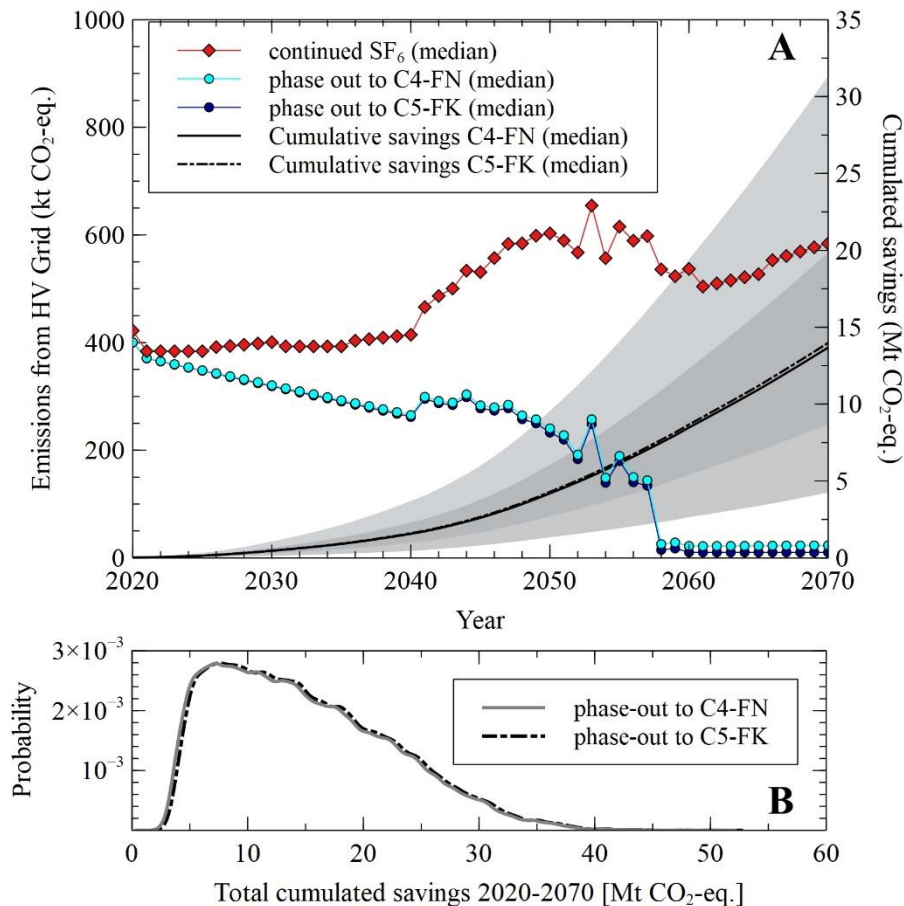 A
1000
800
600
400
200
0
Emissions from HV Grid (kt CO₂-eq.)
continued SF₆ (median)
phase out to C4-FN (median)
phase out to C5-FK (median)
Cumulative savings C4-FN (median)
Cumulative savings C5-FK (median)
35
30
25
20
15
10
5
0
Cumulated savings (Mt CO₂-eq.)
2020 2030 2040 2050 2060 2070
Year
3×10⁻³
2×10⁻³
10⁻³
Probability
phase-out to C4-FN
phase-out to C5-FK
B
0 10 20 30 40 50 60
Total cumulated savings 2020-2070 [Mt CO₂-eq.]